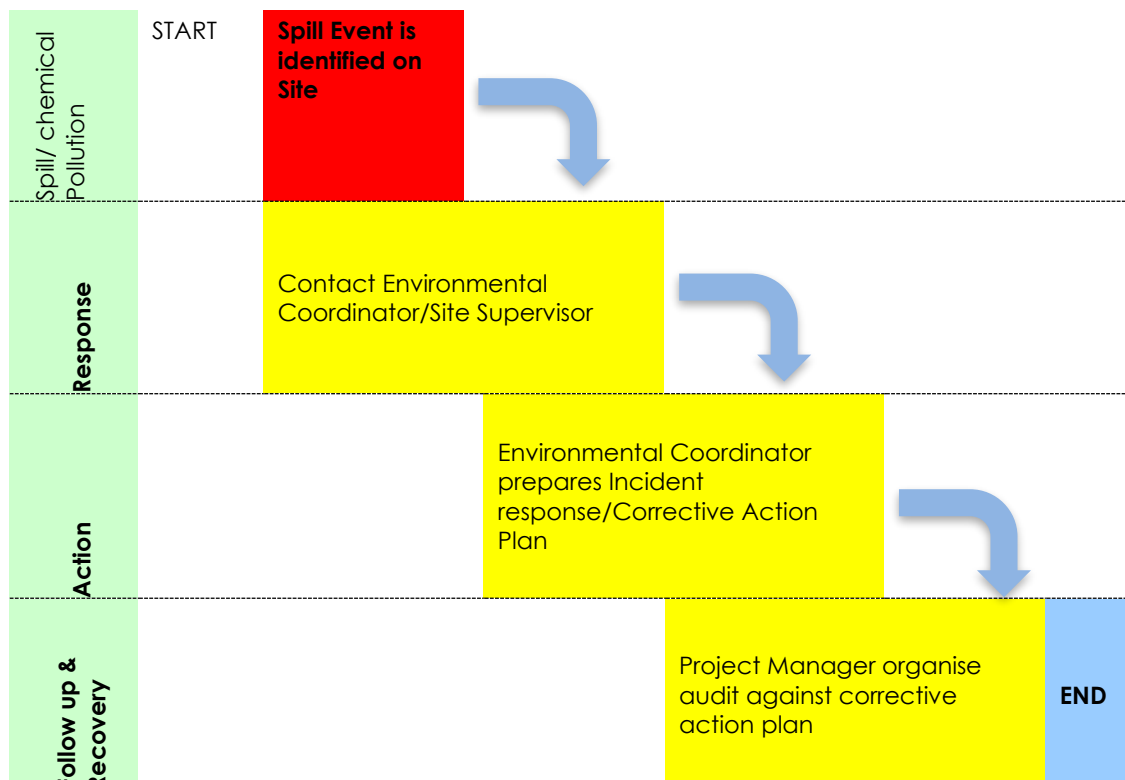 Spill/ chemical
Pollution
START
Spill Event is
identified on
Site
Response
Contact Environmental
Coordinator/Site Supervisor
Action
Environmental Coordinator
prepares Incident
response/Corrective Action
Plan
Follow up &
Recovery
Project Manager organise
audit against corrective
action plan
END